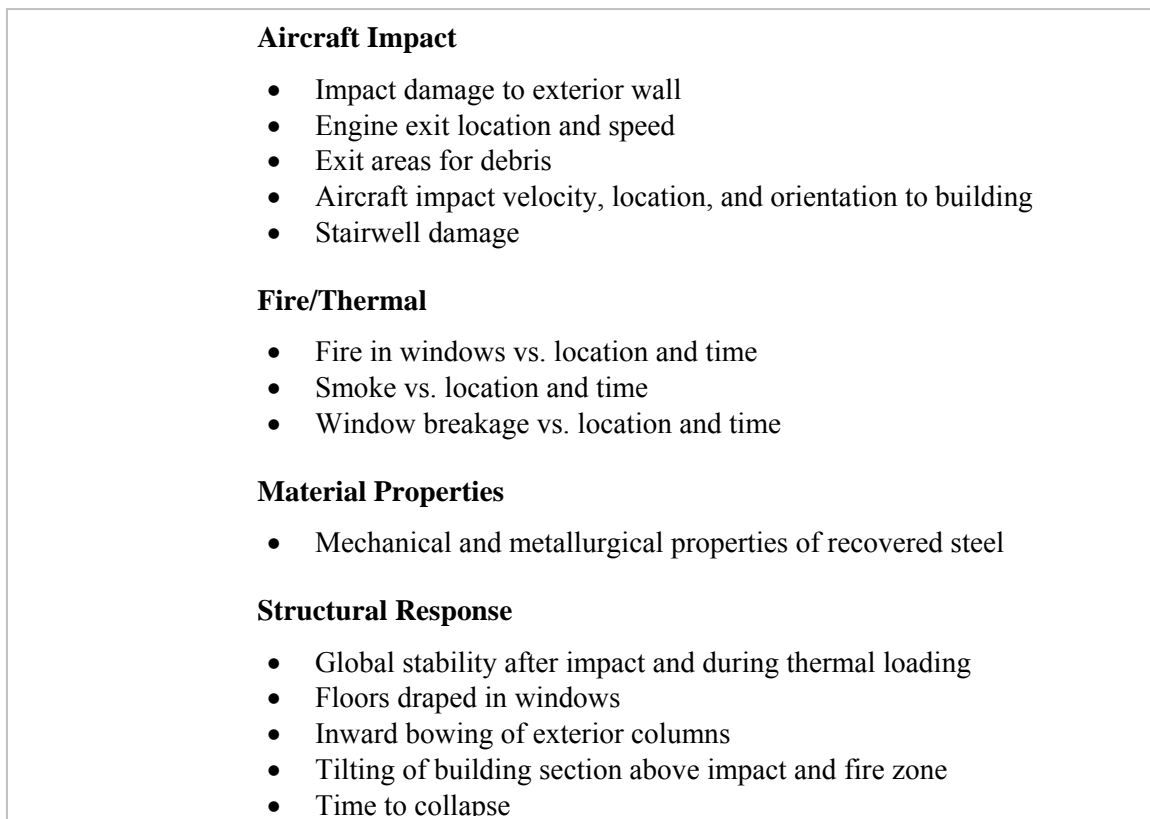 Aircraft Impact
• Impact damage to exterior wall
• Engine exit location and speed
• Exit areas for debris
• Aircraft impact velocity, location, and orientation to building
• Stairwell damage
Fire/Thermal
• Fire in windows vs. location and time
• Smoke vs. location and time
• Window breakage vs. location and time
Material Properties
• Mechanical and metallurgical properties of recovered steel
Structural Response
• Global stability after impact and during thermal loading
• Floors draped in windows
• Inward bowing of exterior columns
• Tilting of building section above impact and fire zone
• Time to collapse